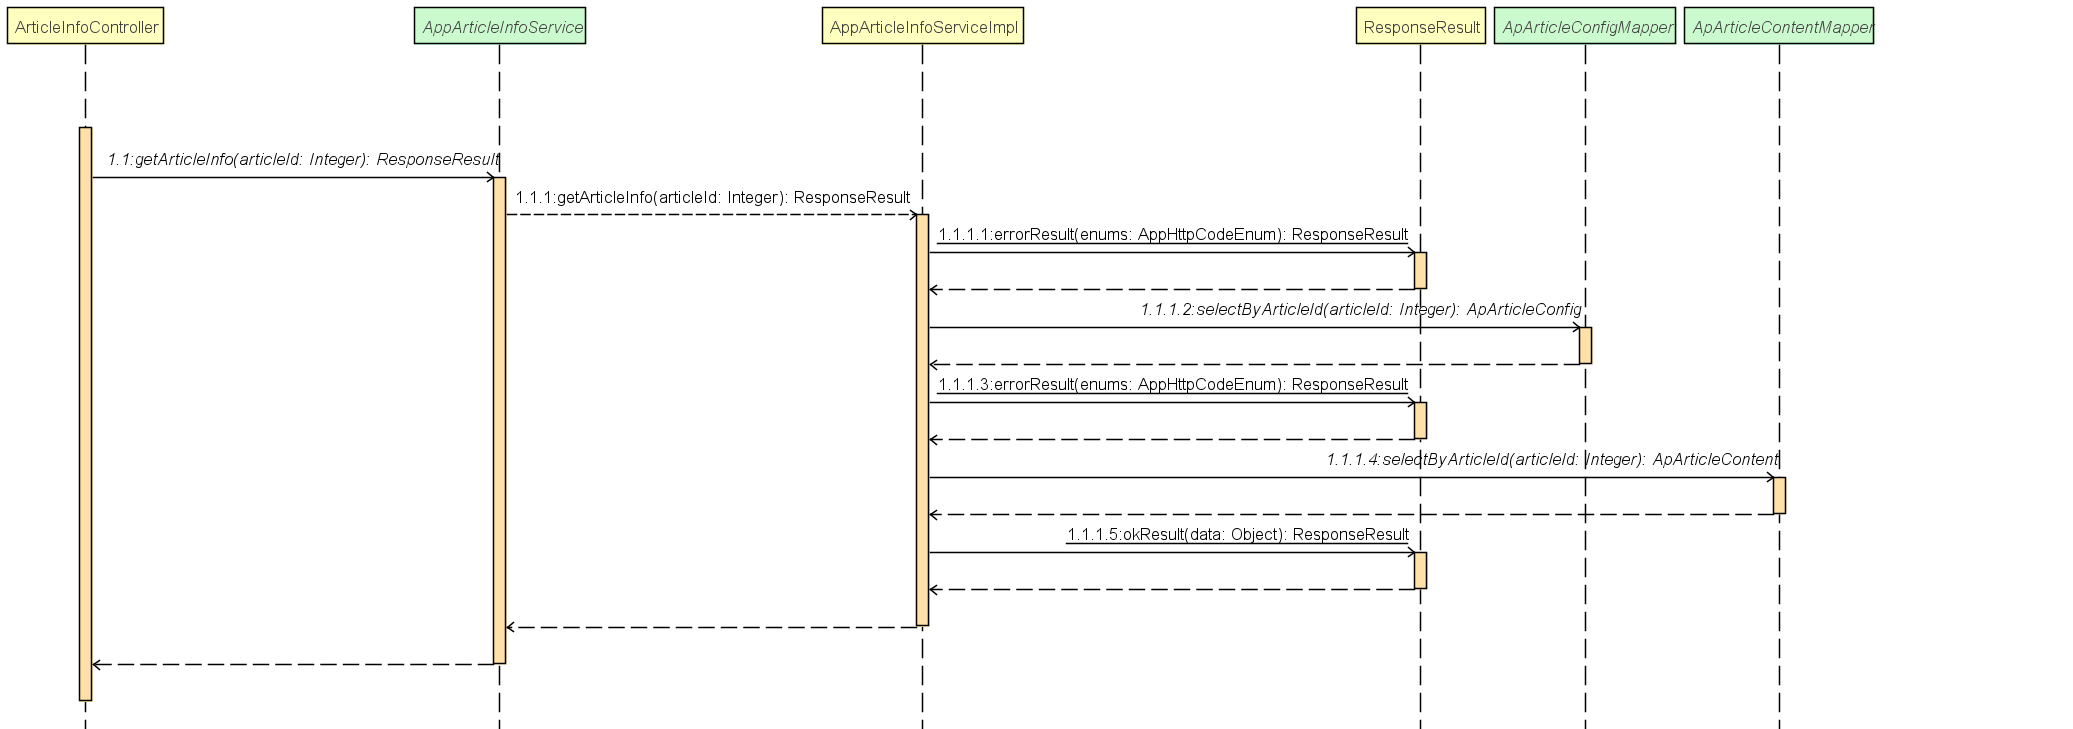 ArticleInfoController
AppArticleInfoService
AppArticleInfoServiceImpl
ResponseResult
ApArticleConfigMapper
ApArticleContentMapper
1.1:getArticleInfo(articleId: Integer): ResponseResult
1.1.1:getArticleInfo(articleId: Integer): ResponseResult
1.1.1.1:errorResult(enums: AppHttpCodeEnum): ResponseResult
1.1.1.2:selectByArticleId(articleId: Integer): ApArticleConfig
1.1.1.3:errorResult(enums: AppHttpCodeEnum): ResponseResult
1.1.1.4:selectByArticleId(articleId: Integer): ApArticleContent
1.1.1.5:okResult(data: Object): ResponseResult